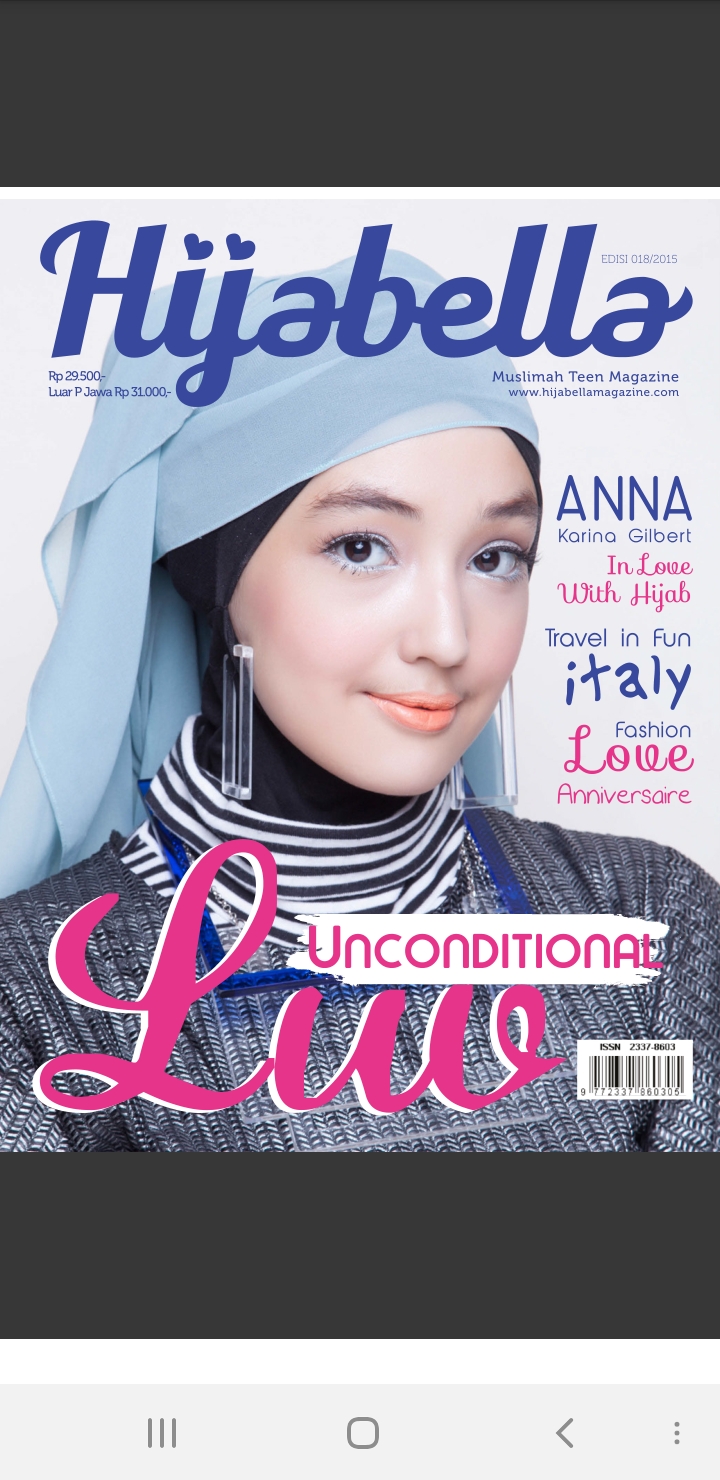 Hijabella
EDISI 018/2015
Rp 29.500,-
Luar P Jawa Rp 31.000,-
Muslimah Teen Magazine
www.hijabellamagazine.com
ANNA
Karina Gilbert
In Love
With Hijab
Travel in Fun
italy
Fashion
Love
Anniversaire
Unconditional
Luv
ISSN 2337-8603
9 772337 860305